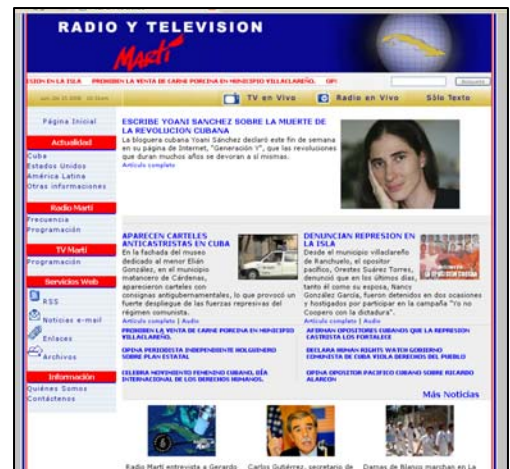 RADIO Y TELEVISION
Martí
ESION EN LA ISLA PROHIBEN LA VENTA DE CARNE PORCINA EN MUNICIPIO VILLACLAREÑO. OP
TV en Vivo
Radio en Vivo
Sólo Texto
Página Inicial
Actualidad
Cuba
Estados Unidos
América Latina
Otras informaciones
Radio Martí
Frecuencia
Programación
TV Martí
Programación
Servicios Web
RSS
Noticias e-mail
Enlaces
Archivos
Información
Quiénes Somos
Contáctenos
ESCRIBE YOANI SANCHEZ SOBRE LA MUERTE DE
LA REVOLUCION CUBANA
La bloguera cubana Yoani Sánchez declaró este fin de semana
en su página de Internet, "Generación Y", que las revoluciones
que duran muchos años se devoran a sí mismas.
Artículo completo
APARECEN CARTELES
ANTICASTRISTAS EN CUBA
En la fachada del museo
dedicado al menor Elián
González, en el municipio
matancero de Cárdenas,
aparecieron carteles con
consignas antigubernamentales, lo que provocó un
fuerte despliegue de las fuerzas represivas del
régimen comunista.
Artículo completo | Audio
DENUNCIAN REPRESION EN
LA ISLA
Desde el municipio villadareño
de Ranchuelo, el opositor
pacífico, Orestes Suárez Torres,
denunció que en los últimos días,
tanto él como su esposa, Nancy
González García, fueron detenidos en dos ocasiones
y hostigados por participar en la campaña "Yo no
Coopero con la dictadura".
Artículo completo | Audio
PROHIBEN LA VENTA DE CARNE PORCINA EN MUNICIPIO
VILLACLAREÑO.
OPINA PERIODISTA INDEPENDIENTE HOLGUINERO
SOBRE PLAN ESTATAL
CELEBRA MOVIMIENTO FEMENINO CUBANO, DÍA
INTERNACIONAL DE LOS DERECHOS HUMANOS.
AFIRMAN OPOSITORES CUBANOS QUE LA REPRESION
CASTRISTA LOS FORTALECE
DECLARA HUMAN RIGHTS WATCH GOBIERNO
COMUNISTA DE CUBA VIOLA DERECHOS DEL PUEBLO
OPINA OPOSITOR PACIFICO CUBANO SOBRE RICARDO
ALARCON
Más Noticias
Radio Martí entrevista a Gerardo
Carlos Gutiérrez, secretario de
Damas de Blanco marchan en La